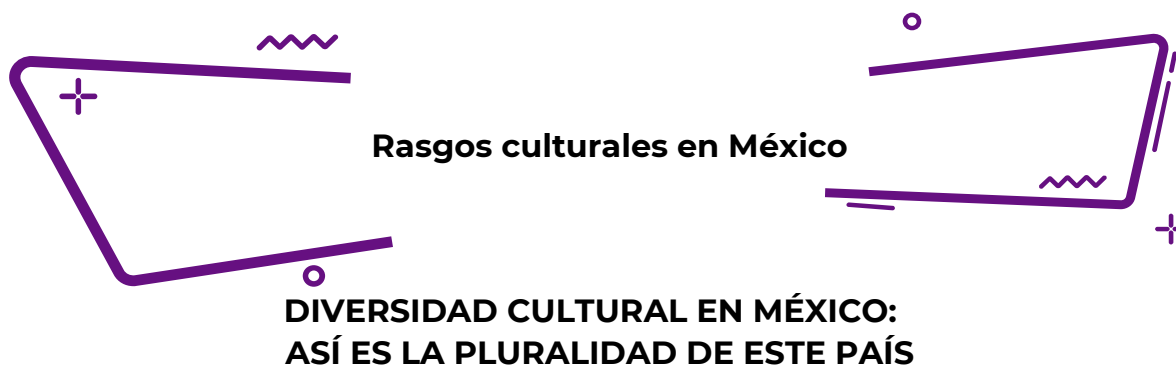 Rasgos culturales en México
DIVERSIDAD CULTURAL EN MÉXICO:
ASÍ ES LA PLURALIDAD DE ESTE PAÍS